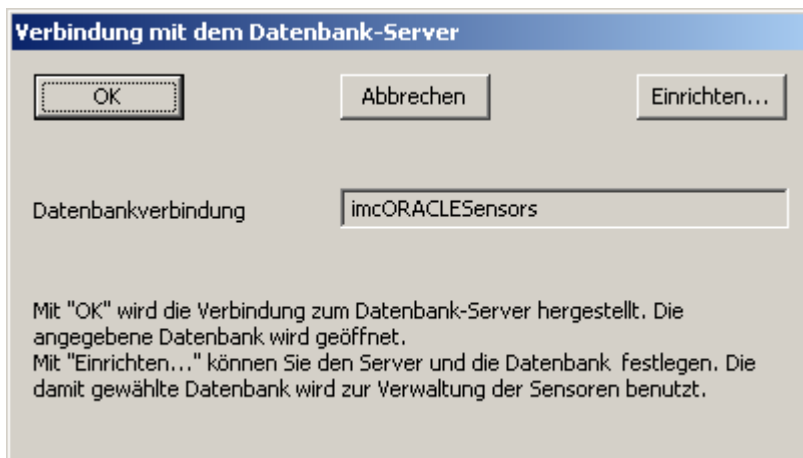 Verbindung mit dem Datenbank-Server
OK Abbrechen Einrichten...
Datenbankverbindung imcORACLESensors
Mit "OK" wird die Verbindung zum Datenbank-Server hergestellt. Die
angegebene Datenbank wird geöffnet.
Mit "Einrichten..." können Sie den Server und die Datenbank festlegen. Die
damit gewählte Datenbank wird zur Verwaltung der Sensoren benutzt.